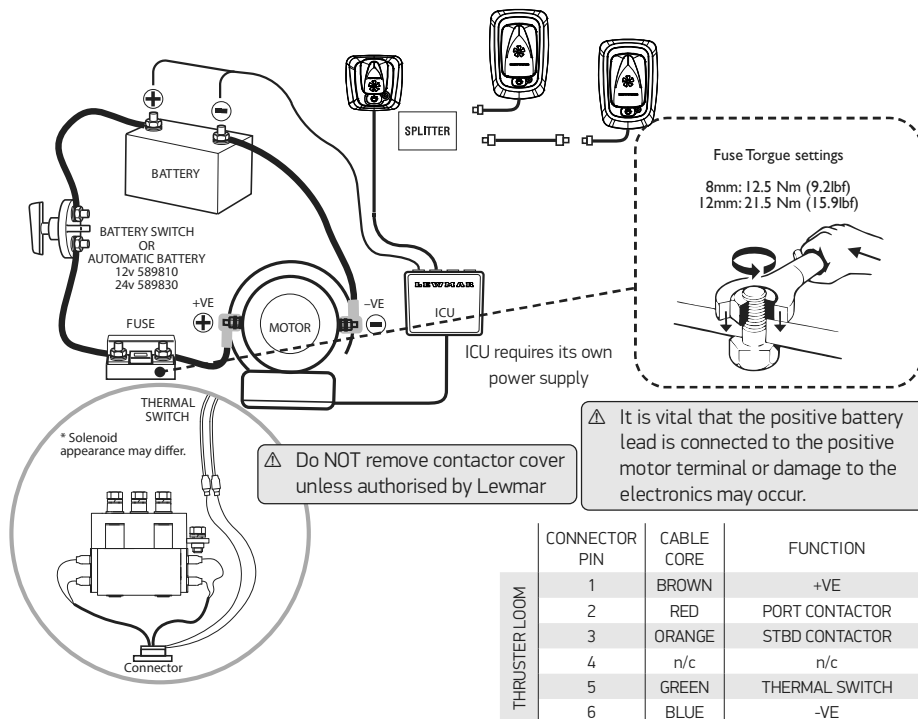 SPLITTER
BATTERY
BATTERY SWITCH
OR
AUTOMATIC BATTERY
12v 589810
24v 589830
+VE
FUSE
MOTOR
–VE
LEWMAR
ICU
ICU requires its own
power supply
Fuse Torgue settings
8mm: 12.5 Nm (9.2lbf)
12mm: 21.5 Nm (15.9lbf)
THERMAL
SWITCH
* Solenoid
appearance may differ.
Connector
⚠ Do NOT remove contactor cover
unless authorised by Lewmar
⚠ It is vital that the positive battery
lead is connected to the positive
motor terminal or damage to the
electronics may occur.
THRUSTER LOOM
CONNECTOR PIN CABLE CORE FUNCTION
1 BROWN +VE
2 RED PORT CONTACTOR
3 ORANGE STBD CONTACTOR
4 n/c n/c
5 GREEN THERMAL SWITCH
6 BLUE -VE